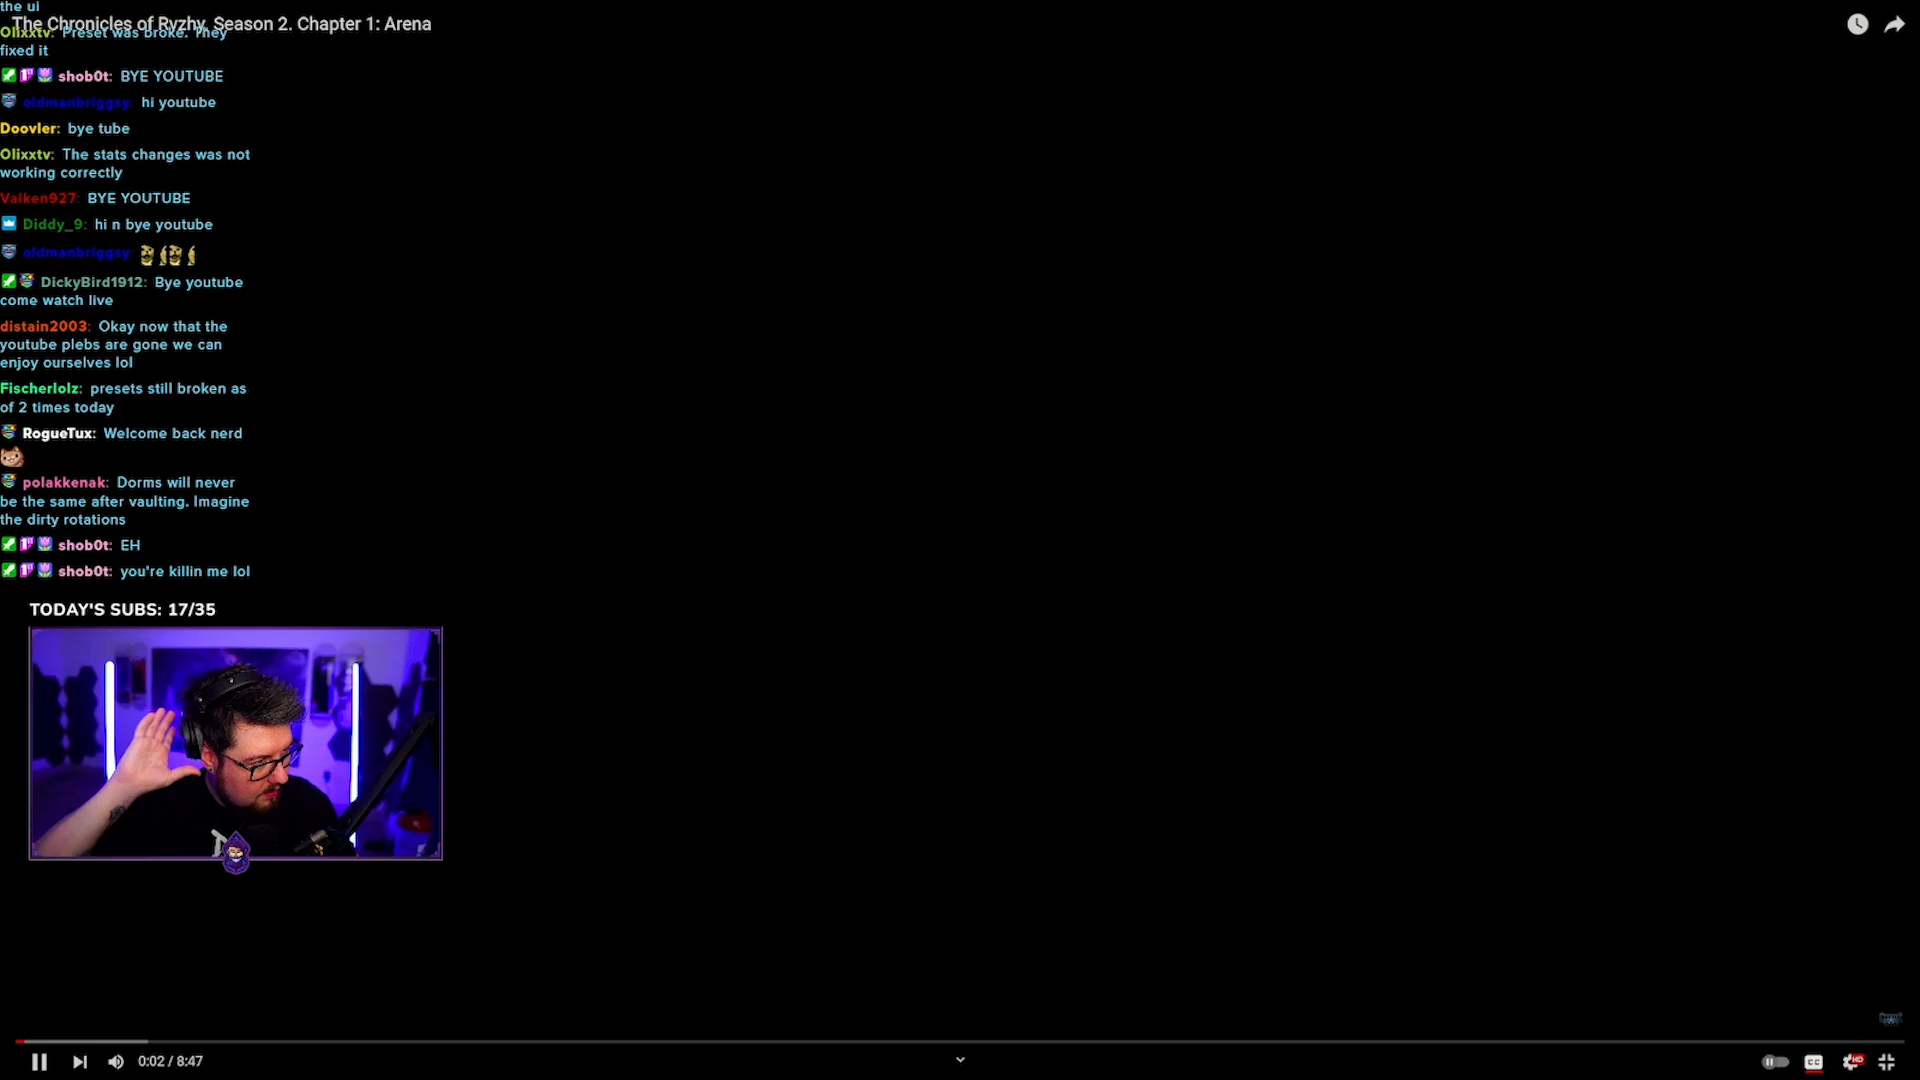 the ui
The Chronicles of Ryzhy. Season 2. Chapter 1: Arena
Olixxtv: Preset was broke. They
fixed it
shob0t: BYE YOUTUBE
oldmanbriggsy: hi youtube
Doovler: bye tube
Olixxtv: The stats changes was not
working correctly
Valken927: BYE YOUTUBE
Diddy_9: hi n bye youtube
oldmanbriggsy:
DickyBird1912: Bye youtube
come watch live
distain2003: Okay now that the
youtube plebs are gone we can
enjoy ourselves lol
Fischerlolz: presets still broken as
of 2 times today
RogueTux: Welcome back nerd
polakkenak: Dorms will never
be the same after vaulting. Imagine
the dirty rotations
shob0t: EH
shob0t: you're killin me lol
TODAY'S SUBS: 17/35
0:02 / 8:47
CC
HD